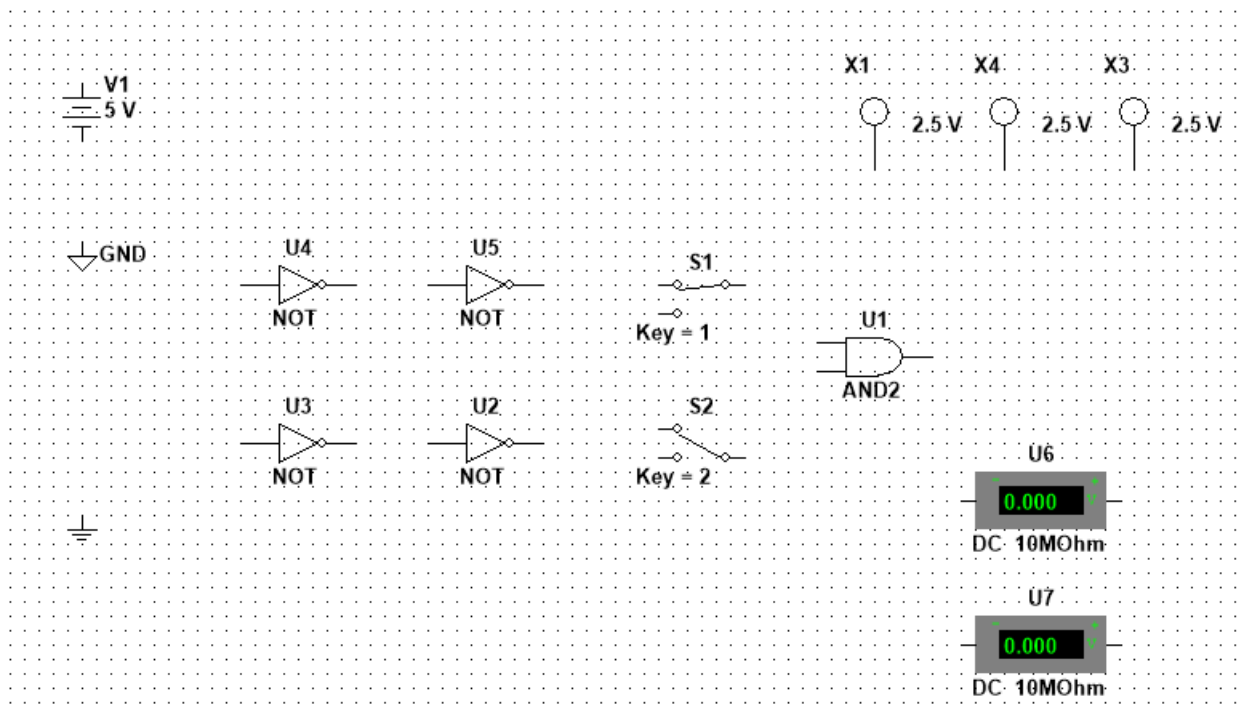 X1 X4 X3
V1
5 V
2.5 V 2.5 V 2.5 V
GND
U4 U5 S1
NOT NOT Key = 1
U1
AND2
U3 U2 S2
NOT NOT Key = 2
U6
- +
0.000 V
DC 10MOhm
U7
- +
0.000 V
DC 10MOhm